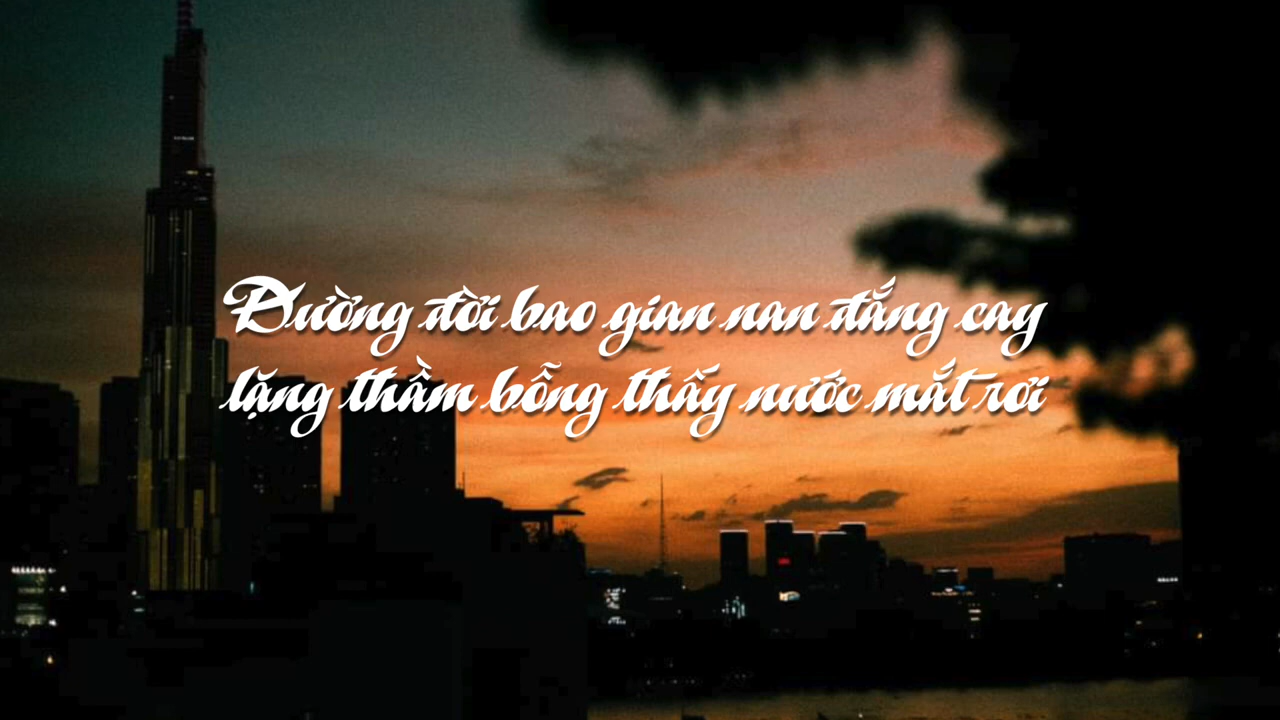 Đường đời bao gian nan đắng cay
lặng thầm bỗng thấy nước mắt rơi